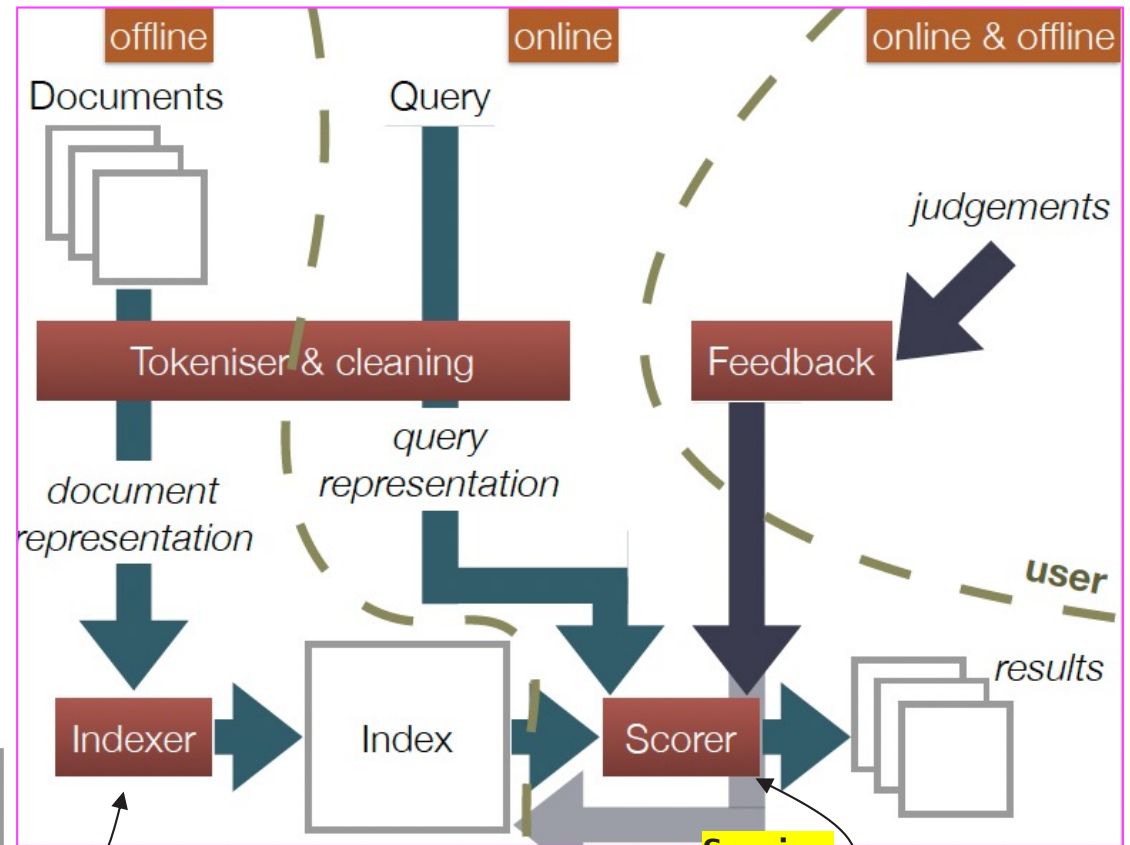 offline
online
online & offline
Documents
Query
judgements
Tokeniser & cleaning
Feedback
query
representation
document
representation
user
results
Indexer
Index
Scorer